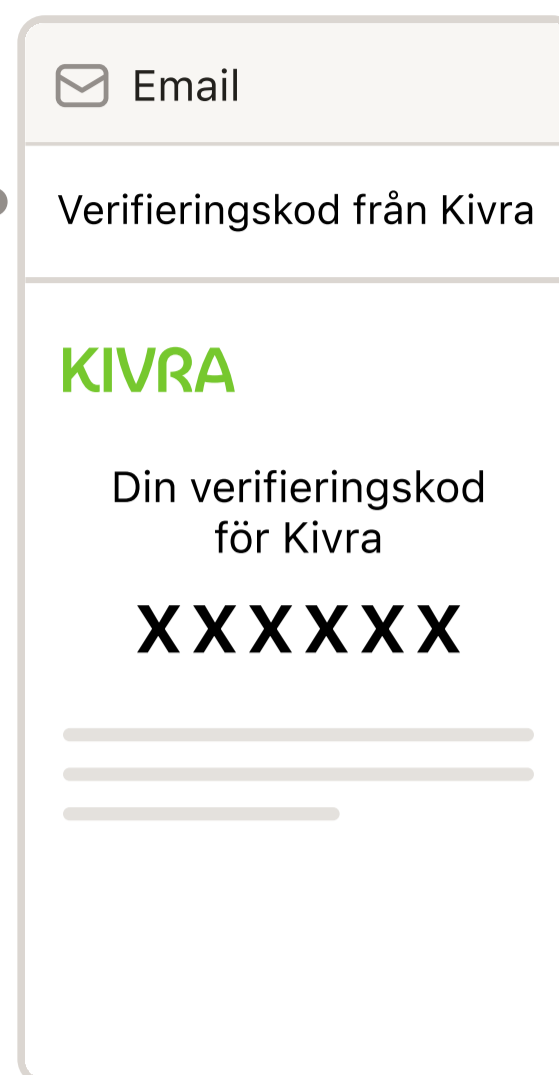 Email
Verifieringskod från Kivra
KIVRA
Din verifieringskod
för Kivra
XXXXXX